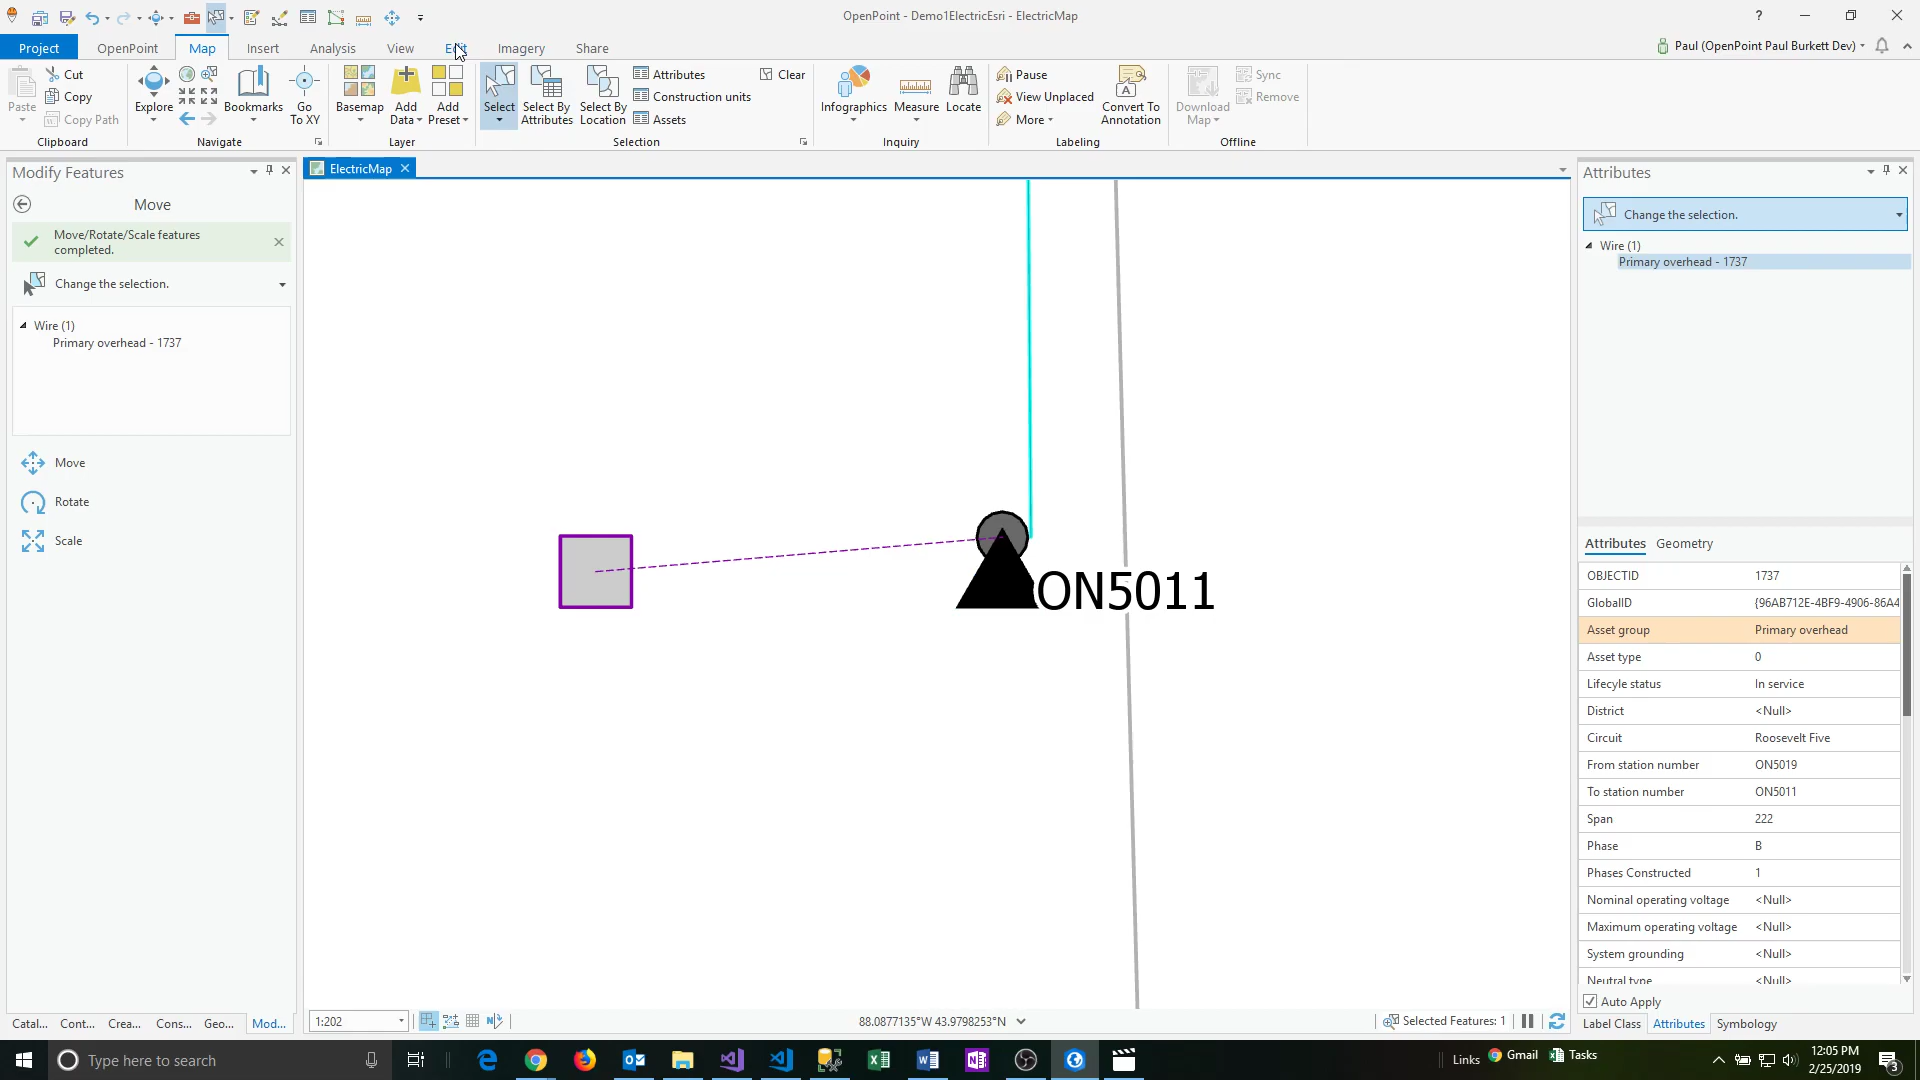 OpenPoint - Demo1ElectricEsri - ElectricMap
?
Project
OpenPoint
Map
Insert
Analysis
View
Edit
Imagery
Share
Paul (OpenPoint Paul Burkett Dev)
Paste
Cut
Copy
Copy Path
Clipboard
Explore
Bookmarks
Go
To XY
Navigate
Basemap
Add
Data
Add
Preset
Layer
Select
Select By
Attributes
Select By
Location
Attributes
Construction units
Assets
Clear
Selection
Infographics
Measure
Locate
Inquiry
Pause
View Unplaced
More
Convert To
Annotation
Labeling
Download
Map
Sync
Remove
Offline
Modify Features
Move
Move/Rotate/Scale features
completed.
Change the selection.
Wire (1)
Primary overhead - 1737
Move
Rotate
Scale
Catal...
Cont...
Crea...
Cons...
Geo...
Mod...
ElectricMap
ON5011
1:202
88.0877135°W 43.9798253°N
Selected Features: 1
Attributes
Change the selection.
Wire (1)
Primary overhead - 1737
Attributes
Geometry
OBJECTID 1737
GlobalID {96AB712E-4BF9-4906-86A4
Asset group Primary overhead
Asset type 0
Lifecyle status In service
District <Null>
Circuit Roosevelt Five
From station number ON5019
To station number ON5011
Span 222
Phase B
Phases Constructed 1
Nominal operating voltage <Null>
Maximum operating voltage <Null>
System grounding <Null>
Neutral type <Null>
Auto Apply
Label Class
Attributes
Symbology
Type here to search
Links
Gmail
Tasks
12:05 PM
2/25/2019
3